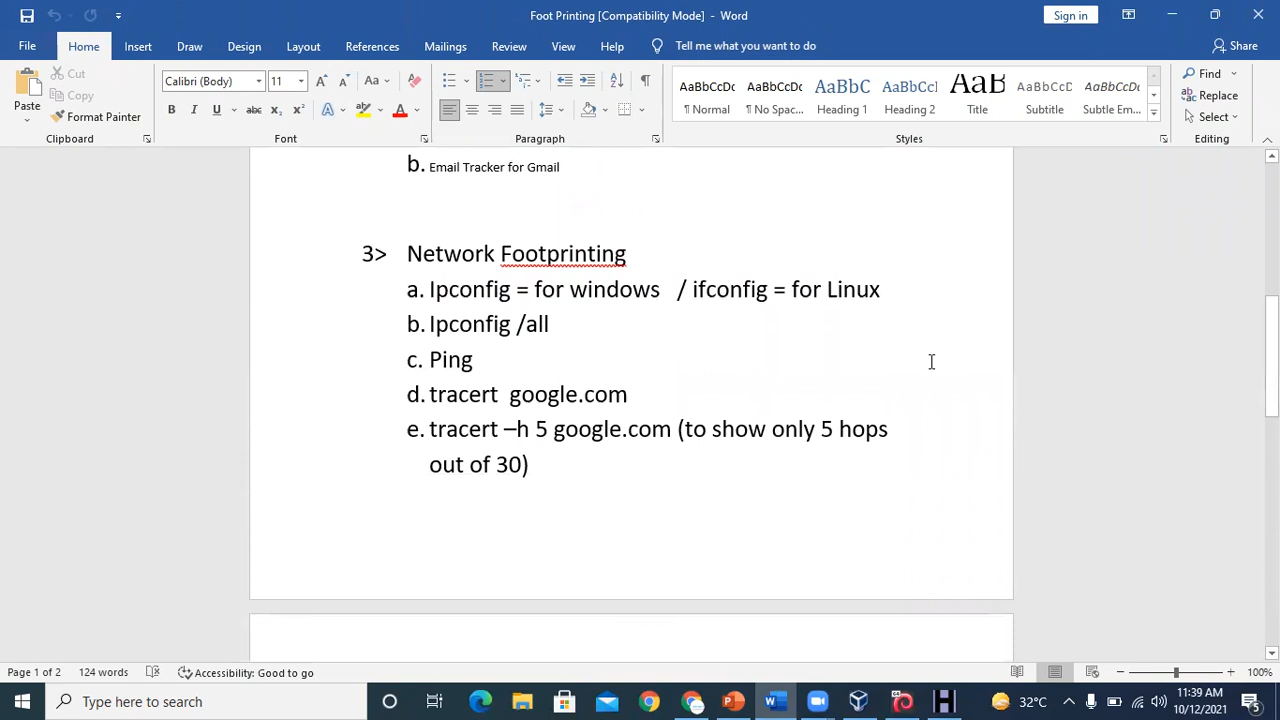 Foot Printing [Compatibility Mode] - Word
Sign in
File Home Insert Draw Design Layout References Mailings Review View Help Tell me what you want to do Share
Paste
Cut
Copy
Format Painter
Clipboard
Calibri (Body) 11
Font
Paragraph
AaBbCcDc AaBbCcDc AaBbC AaBbCcI AaB AaBbCcD AaBbCcDc
¶ Normal ¶ No Spac... Heading 1 Heading 2 Title Subtitle Subtle Em...
Styles
Find
Replace
Select
Editing
b. Email Tracker for Gmail
3> Network Footprinting
a. Ipconfig = for windows / ifconfig = for Linux
b. Ipconfig /all
c. Ping
d. tracert google.com
e. tracert –h 5 google.com (to show only 5 hops
out of 30)
Page 1 of 2 124 words Accessibility: Good to go 100%
Type here to search
32°C
11:39 AM
10/12/2021
5